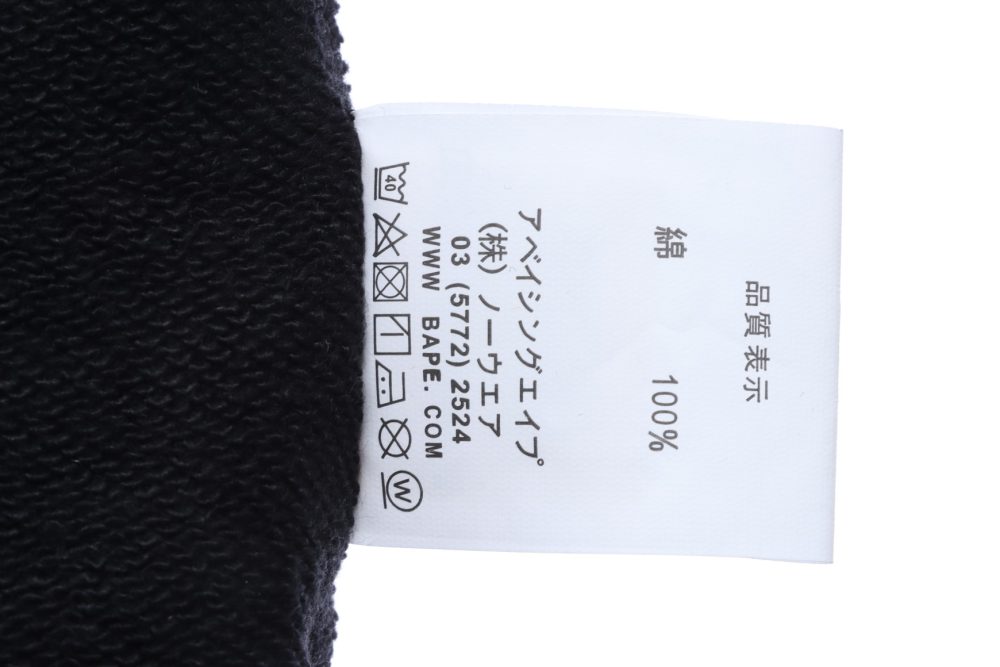 品質表示
綿 100%
アベイシングエイプ
(株) ノーウエア
03 (5772) 2524
WWW BAPE.COM
40
W